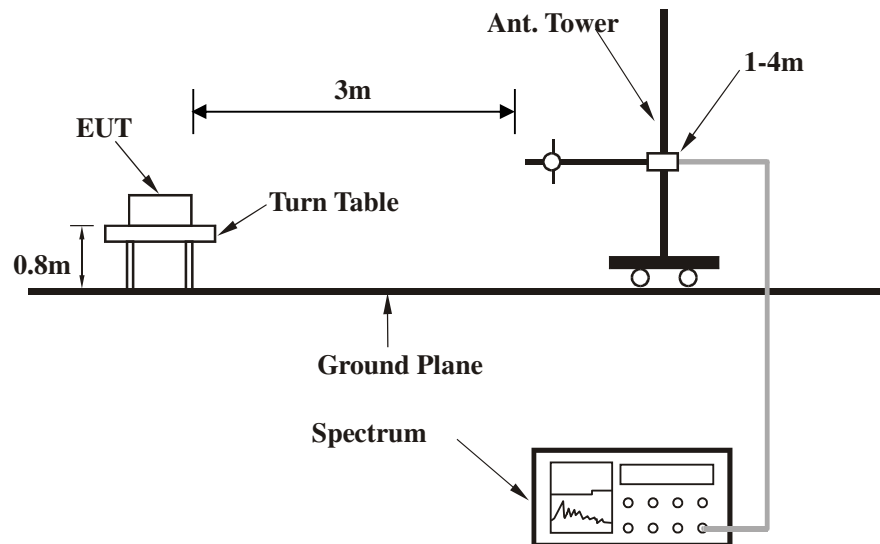 Ant. Tower
1-4m
3m
EUT
Turn Table
0.8m
Ground Plane
Spectrum